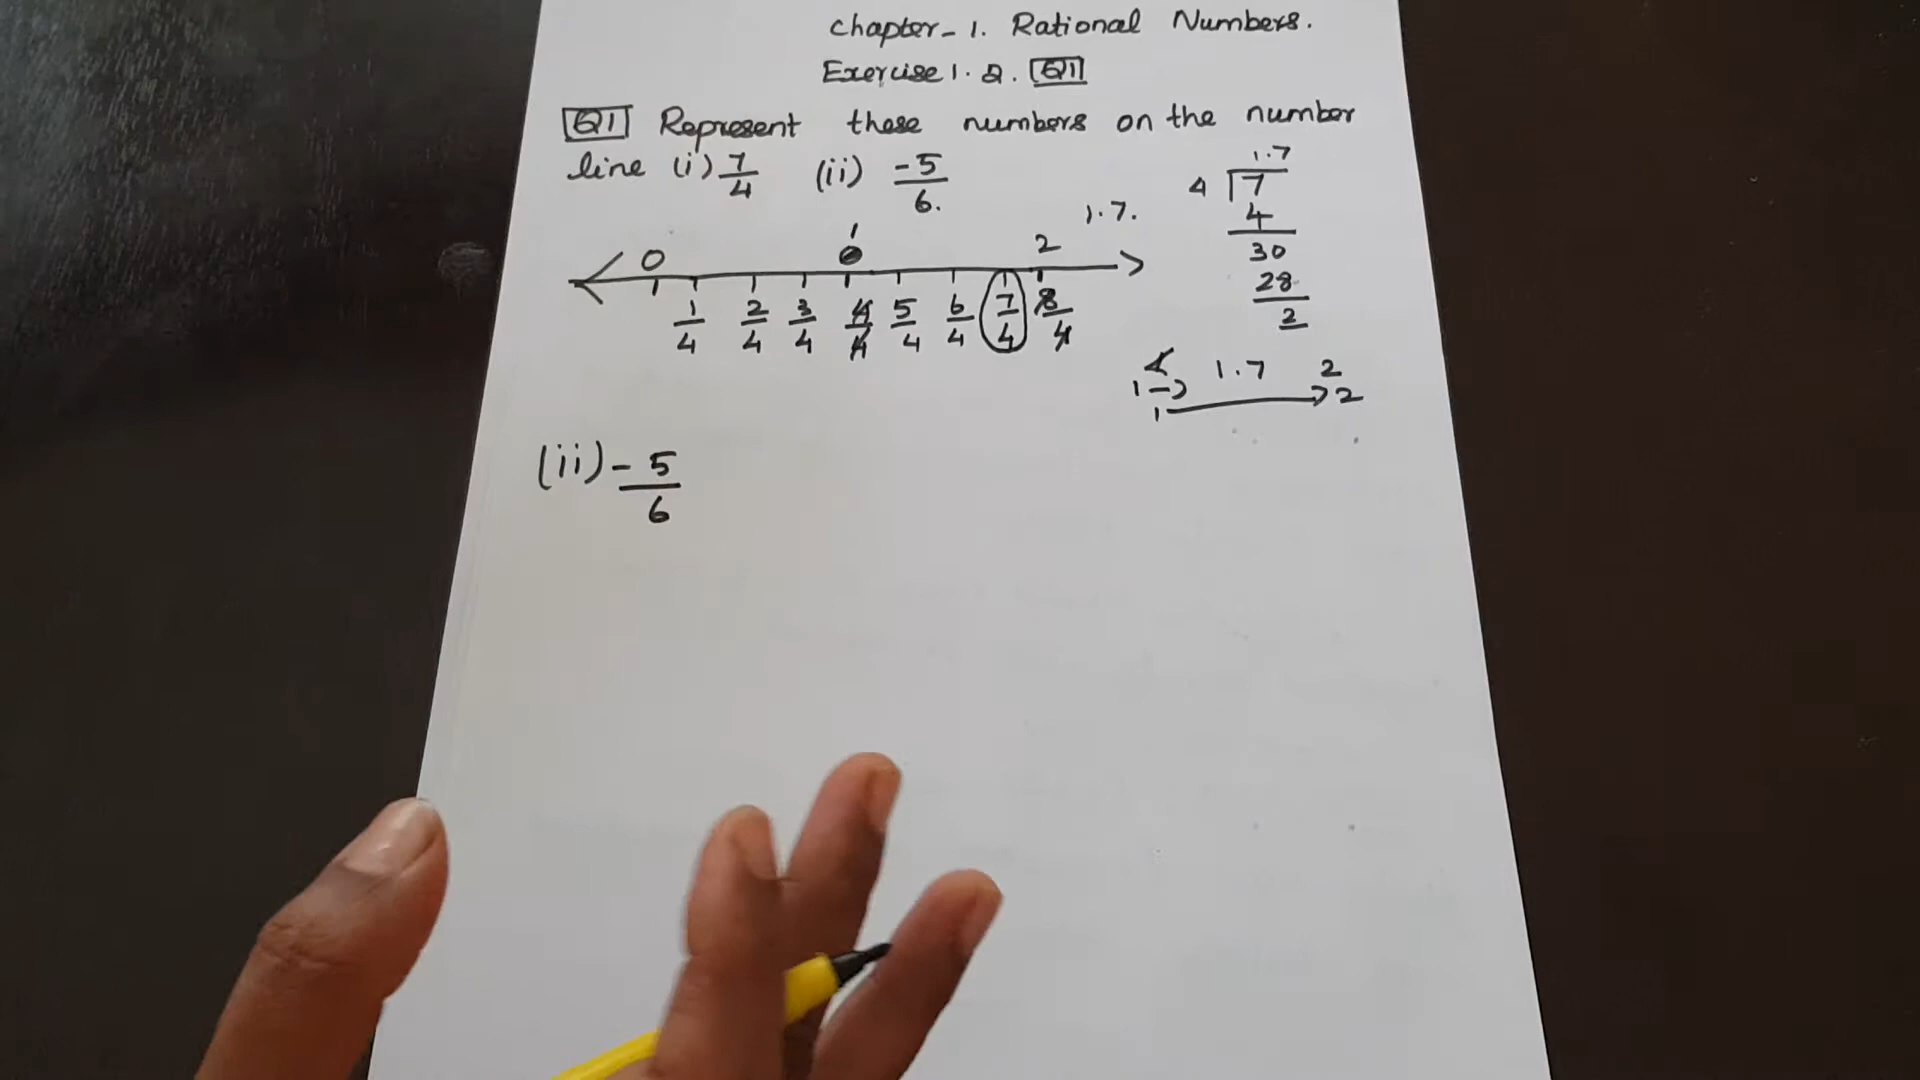 Chapter-1. Rational Numbers.
Exercise 1.2. Q1
Q1 Represent these numbers on the number
line (i) 7/4 (ii) -5/6.
1.7
4 7
4
30
28
2
1.7.
0 1 2
1/4 2/4 3/4 4/4 5/4 6/4 7/4 8/4
1.7 2
1 → 2
1
(ii) -5/6